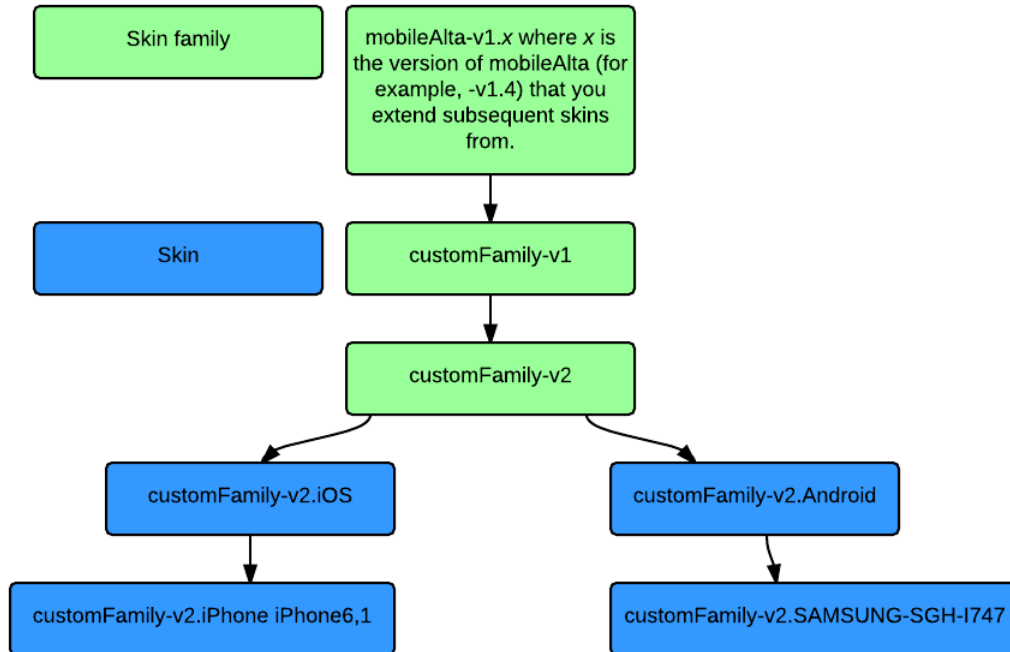 Skin family
mobileAlta-v1.x where x is
the version of mobileAlta (for
example, -v1.4) that you
extend subsequent skins
from.
Skin
customFamily-v1
customFamily-v2
customFamily-v2.iOS
customFamily-v2.Android
customFamily-v2.iPhone iPhone6,1
customFamily-v2.SAMSUNG-SGH-I747